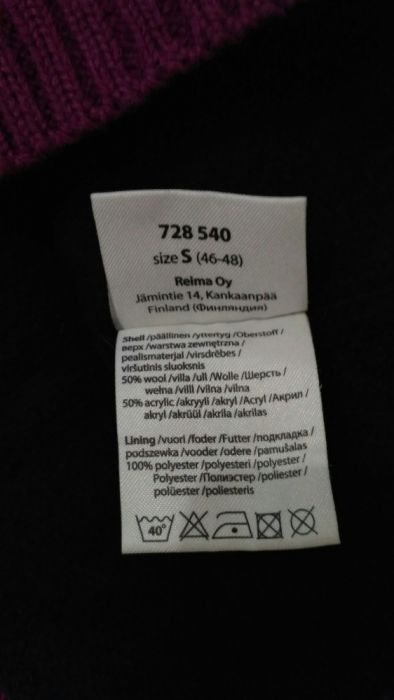 728 540
size S (46-48)
Reima Oy
Jämintie 14, Kankaanpää
Finland (Финляндия)
Shell /päällinen /yttertyg /Oberstoff /
верх /warstwa zewnętrzna /
pealismaterjal /virsdrēbes /
viršutinis sluoksnis
50% wool /villa /ull /Wolle /Шерсть /
wełna /villi /vilna /vilna
50% acrylic /akryyli /akryl /Acryl /Акрил /
akryl /akrüül /akrila /akrilas
Lining /vuori /foder /Futter /подкладка /
podszewka /vooder /odere /pamušalas
100% polyester /polyesteri /polyester /
Polyester /Полиэстер /poliester /
polüester /poliesteris
40°